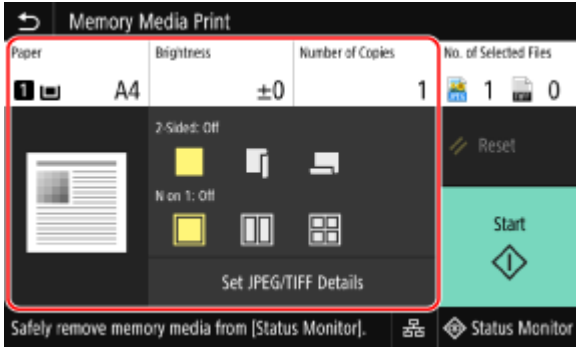 Memory Media Print
Paper Brightness Number of Copies No. of Selected Files
1 A4 ±0 1 JPEG 1 TIFF 0
2-Sided: Off
Reset
N on 1: Off
Start
Set JPEG/TIFF Details
Safely remove memory media from [Status Monitor]. Status Monitor